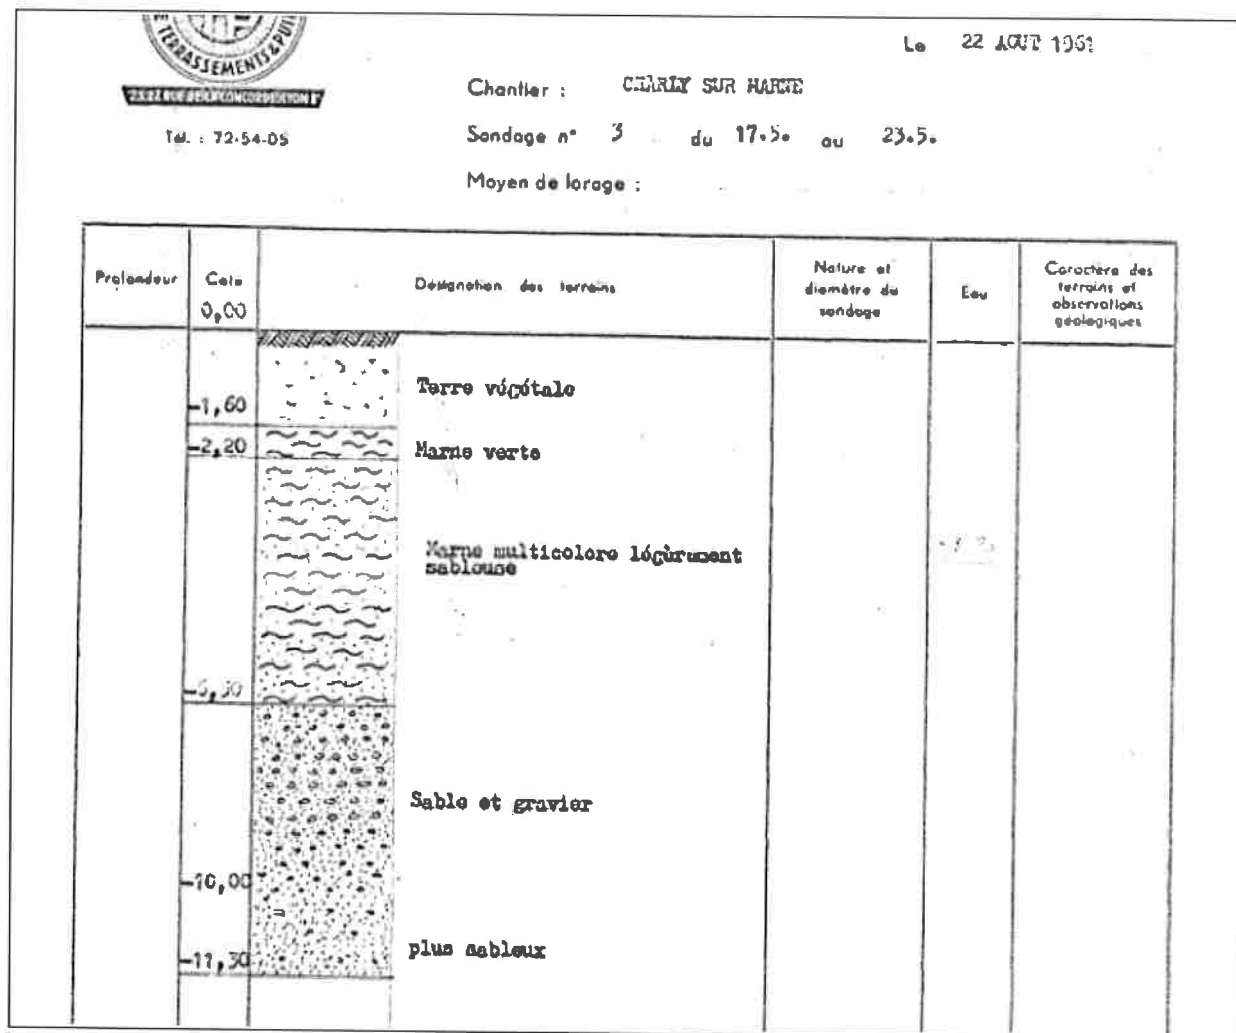 E TERRASSEMENTS & PUI
Le 22 AOUT 1961
Chantier : CHARLY SUR MARNE
Tél. : 72-54-05
Sondage n° 3 du 17.5. au 23.5.
Moyen de forage :
Profondeur
Cote
0,00
Désignation des terrains
Nature et
diamètre du
sondage
Eau
Caractère des
terrains et
observations
géologiques
Terre végétale
-1,60
-2,20
Marne verte
Marne multicolore légèrement
sableuse
Sable et gravier
-10,00
plus sableux
-11,30